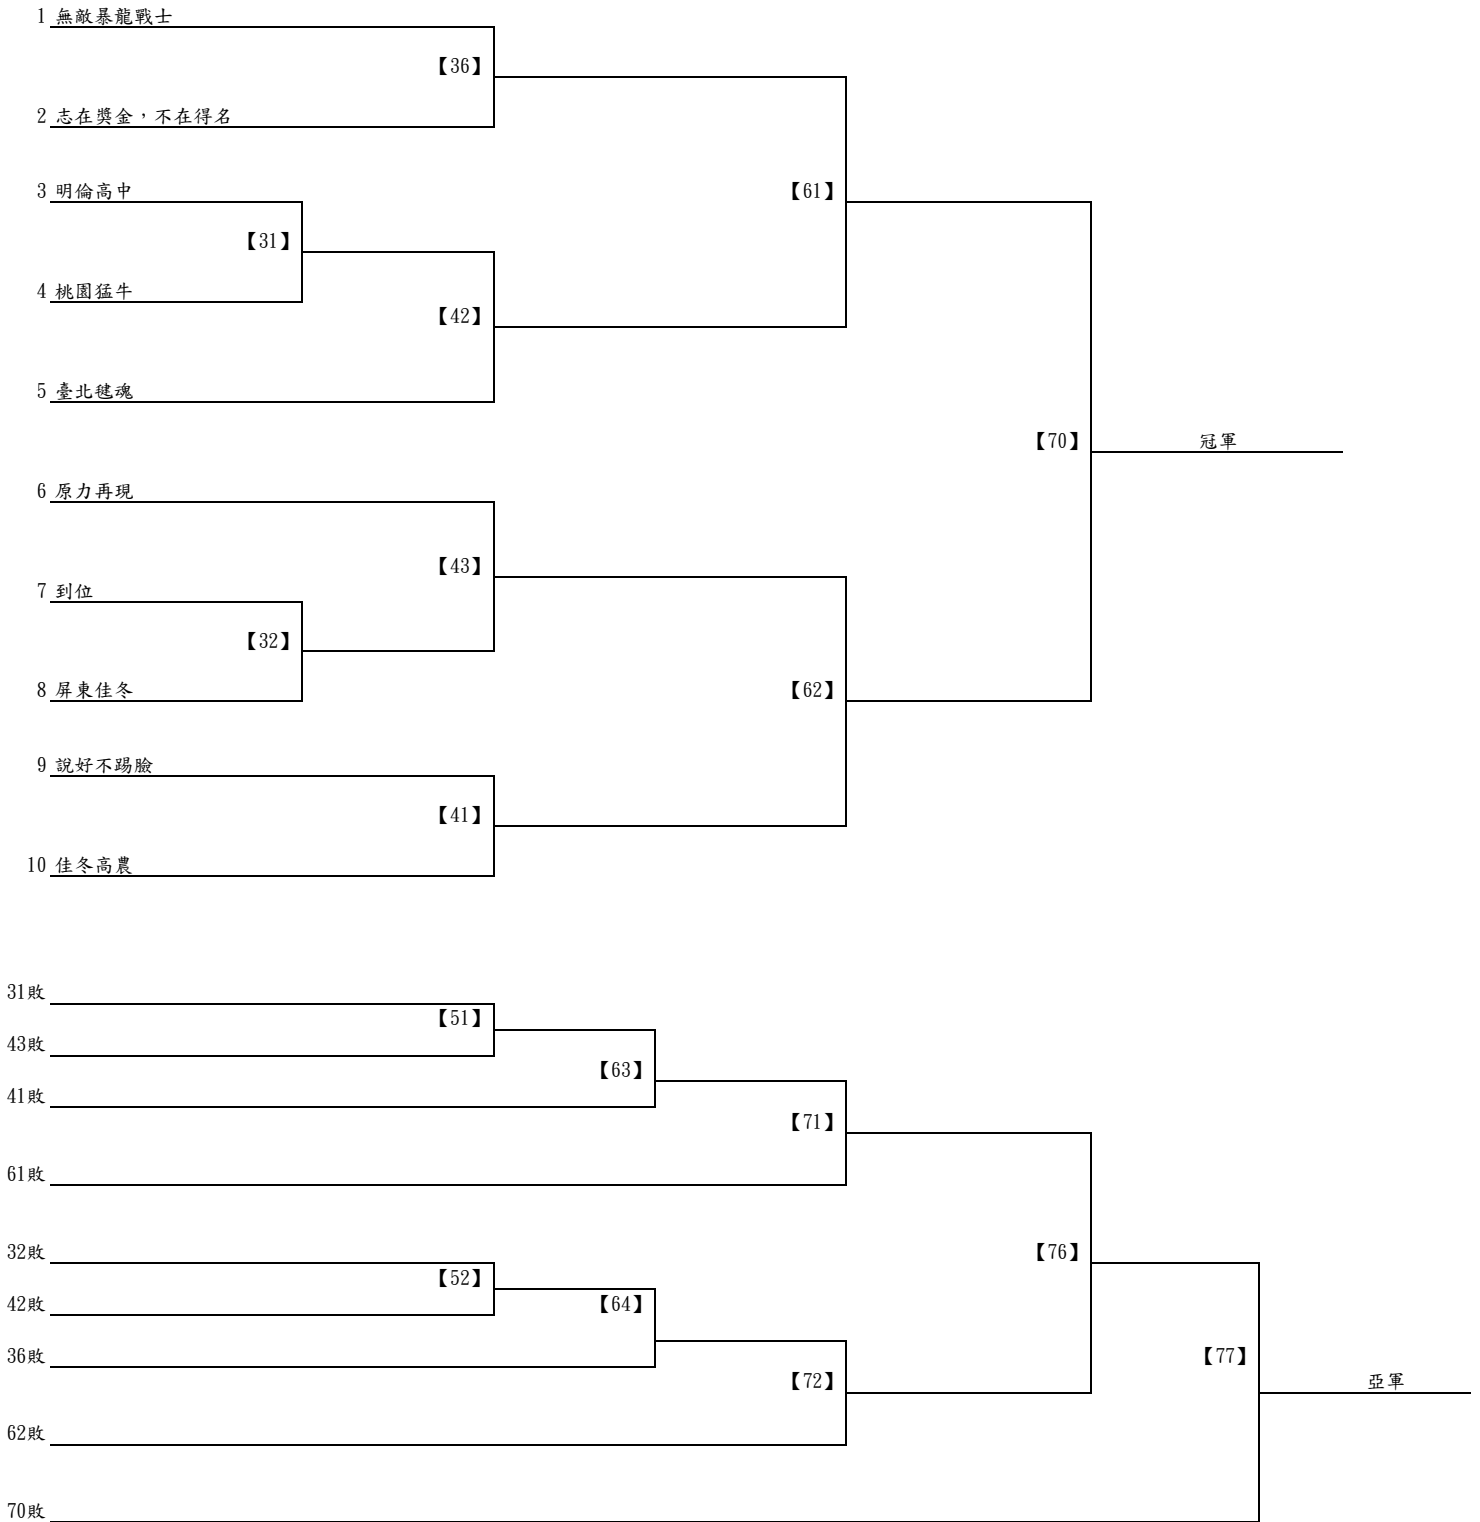 1 無敵暴龍戰士
【36】
2 志在獎金，不在得名
3 明倫高中
【61】
【31】
4 桃園猛牛
【42】
5 臺北毽魂
【70】
冠軍
6 原力再現
【43】
7 到位
【32】
8 屏東佳冬
【62】
9 說好不踢臉
【41】
10 佳冬高農
31敗
【51】
43敗
【63】
41敗
【71】
61敗
32敗
【76】
【52】
42敗
【64】
36敗
【77】
【72】
亞軍
62敗
70敗